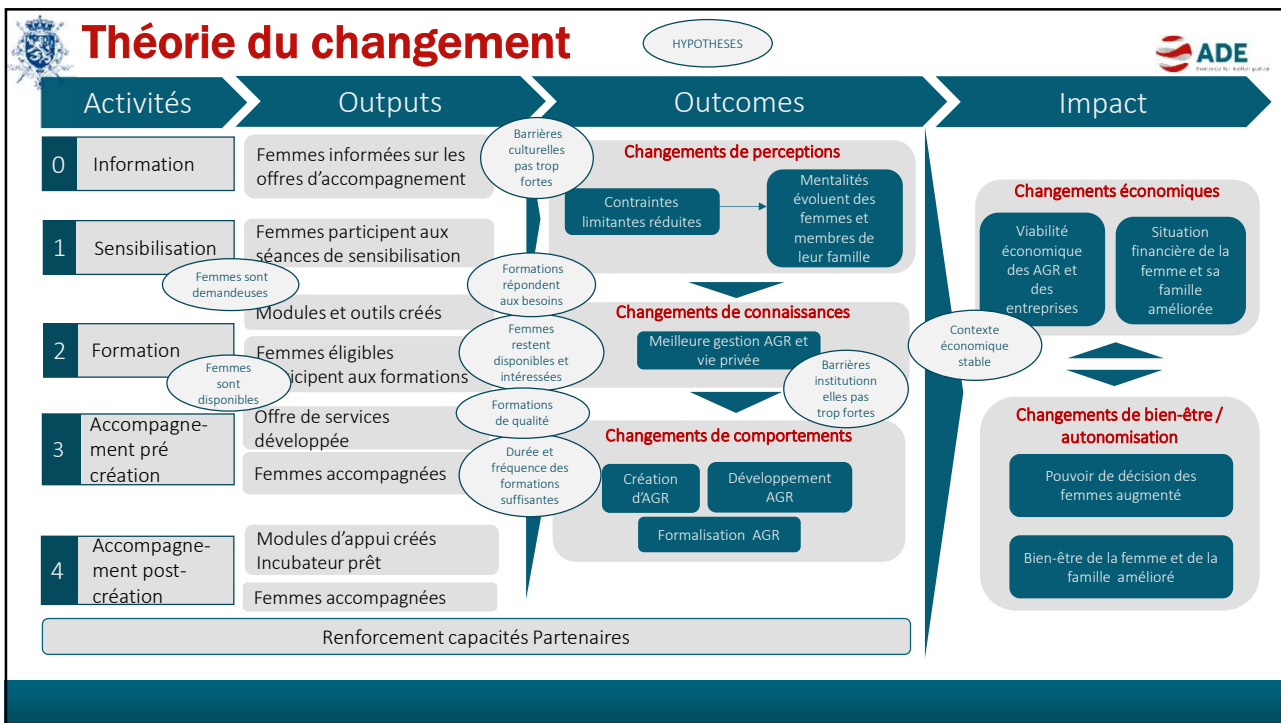 Théorie du changement
HYPOTHESES
ADE
Activités
Outputs
Outcomes
Impact
0
Information
Femmes informées sur les
offres d'accompagnement
1
Sensibilisation
Femmes participent aux
séances de sensibilisation
Femmes sont
demandeuses
Modules et outils créés
2
Formation
Femmes éligibles
participent aux formations
Femmes
sont
disponibles
3
Accompagne-
ment pré
création
Offre de services
développée
Femmes accompagnées
4
Accompagne-
ment post-
création
Modules d'appui créés
Incubateur prêt
Femmes accompagnées
Renforcement capacités Partenaires
Barrières
culturelles
pas trop
fortes
Formations
répondent
aux besoins
Femmes
restent
disponibles et
intéressées
Formations
de qualité
Durée et
fréquence des
formations
suffisantes
Changements de perceptions
Contraintes
limitantes réduites
Mentalités
évoluent des
femmes et
membres de
leur famille
Changements de connaissances
Meilleure gestion AGR et
vie privée
Barrières
institutionn
elles pas
trop fortes
Changements de comportements
Création
d'AGR
Développement
AGR
Formalisation AGR
Contexte
économique
stable
Changements économiques
Viabilité
économique
des AGR et
des
entreprises
Situation
financière de la
femme et sa
famille
améliorée
Changements de bien-être /
autonomisation
Pouvoir de décision des
femmes augmenté
Bien-être de la femme et de la
famille amélioré